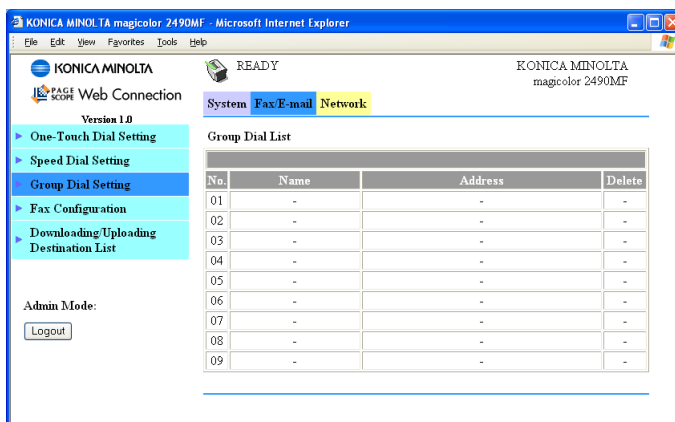 KONICA MINOLTA magicolor 2490MF - Microsoft Internet Explorer
File Edit View Favorites Tools Help
KONICA MINOLTA
PAGE SCOPE Web Connection
Version 1.0
READY
KONICA MINOLTA
magicolor 2490MF
System Fax/E-mail Network
One-Touch Dial Setting
Speed Dial Setting
Group Dial Setting
Fax Configuration
Downloading/Uploading
Destination List
Admin Mode:
Logout
Group Dial List
No. Name Address Delete
01 - - -
02 - - -
03 - - -
04 - - -
05 - - -
06 - - -
07 - - -
08 - - -
09 - - -